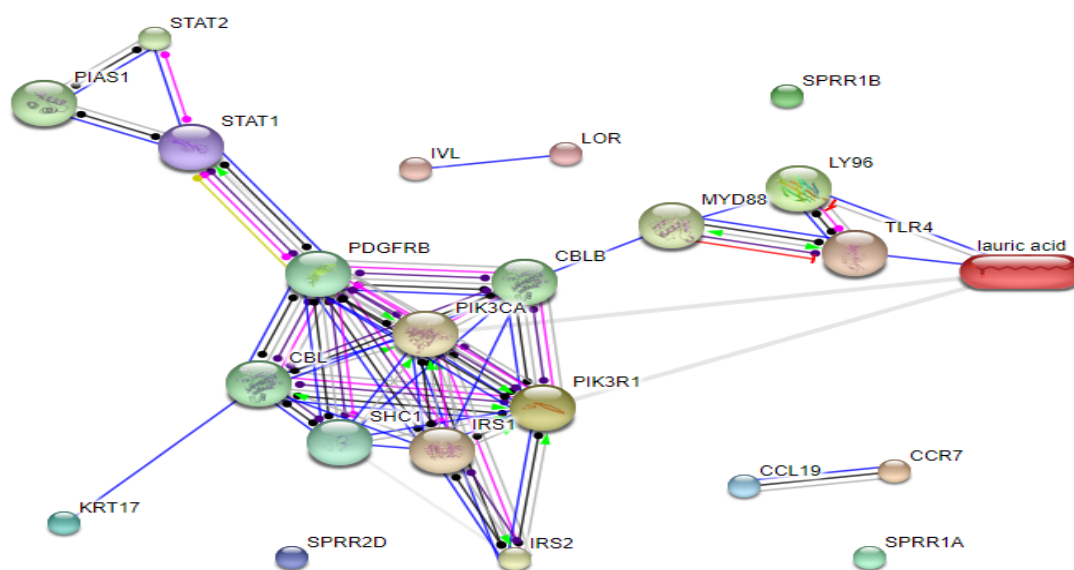 STAT2
PIAS1
SPRR1B
STAT1
LOR
IVL
LY96
MYD88
TLR4
lauric acid
PDGFRB
CBLB
PIK3CA
CBL
PIK3R1
SHC1
IRS1
CCR7
CCL19
KRT17
SPRR2D
IRS2
SPRR1A